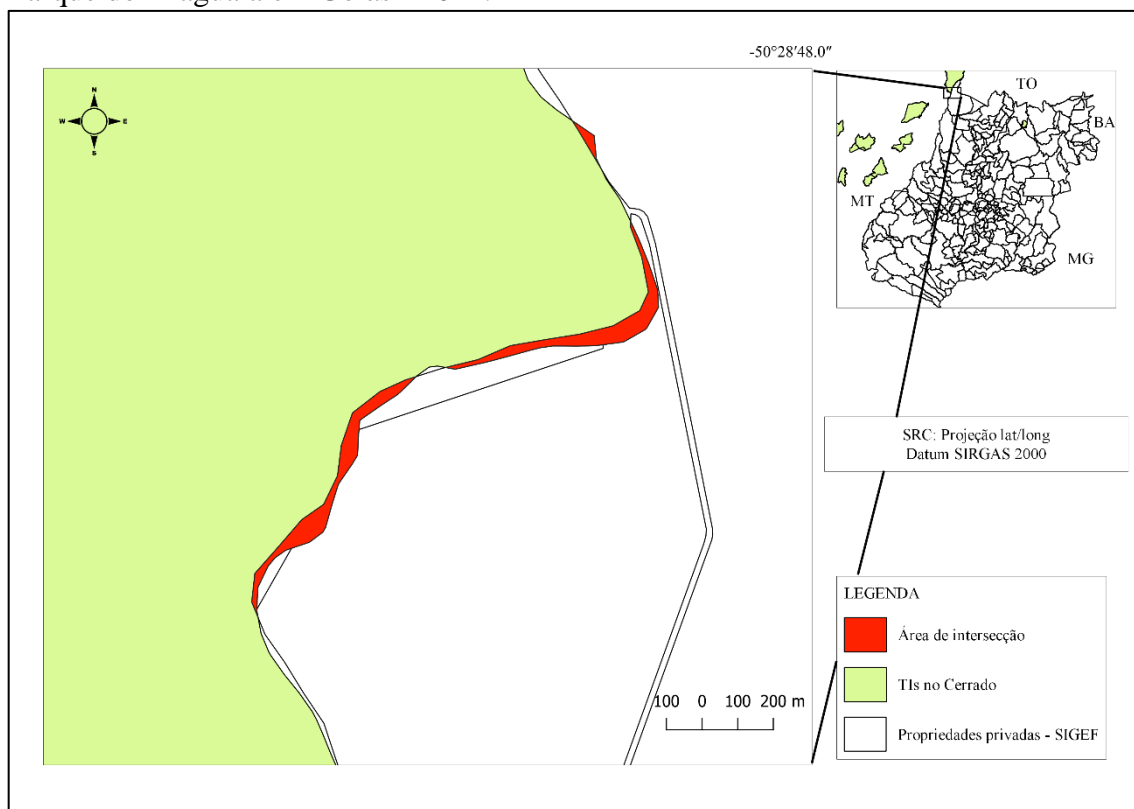 -50°28′48.0″
N
W E
S
TO
BA
MT
MG
SRC: Projeção lat/long
Datum SIRGAS 2000
LEGENDA
Área de intersecção
TIs no Cerrado
Propriedades privadas - SIGEF
100 0 100 200 m